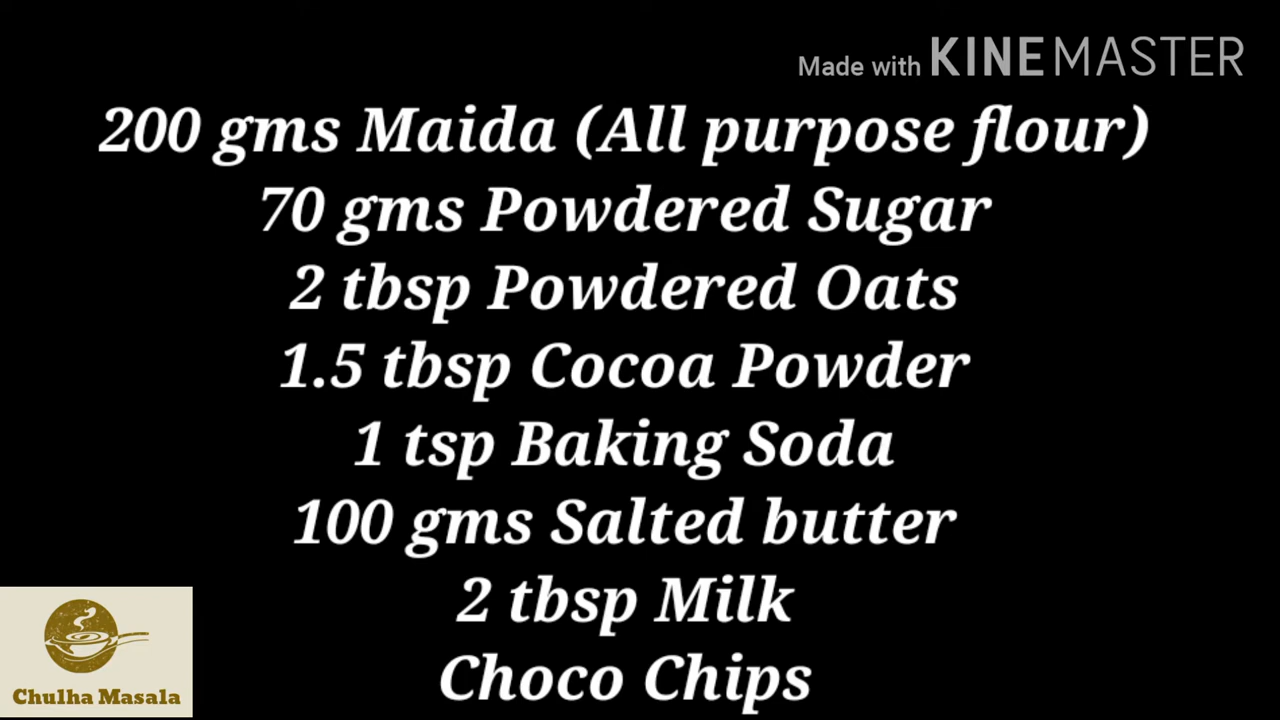 Made with KINEMASTER
200 gms Maida (All purpose flour)
70 gms Powdered Sugar
2 tbsp Powdered Oats
1.5 tbsp Cocoa Powder
1 tsp Baking Soda
100 gms Salted butter
2 tbsp Milk
Choco Chips
Chulha Masala